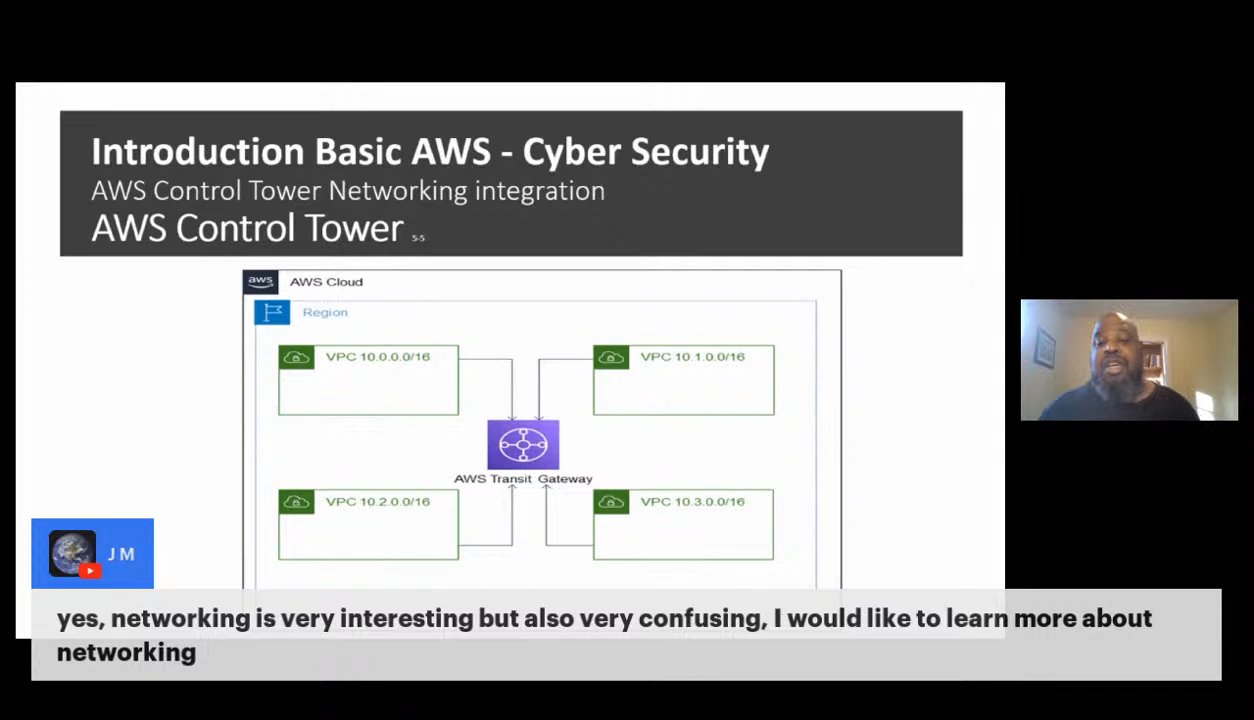 Introduction Basic AWS - Cyber Security
AWS Control Tower Networking integration
AWS Control Tower 5-5
aws AWS Cloud
Region
VPC 10.0.0.0/16
VPC 10.1.0.0/16
AWS Transit Gateway
VPC 10.2.0.0/16
VPC 10.3.0.0/16
J M
yes, networking is very interesting but also very confusing, I would like to learn more about
networking